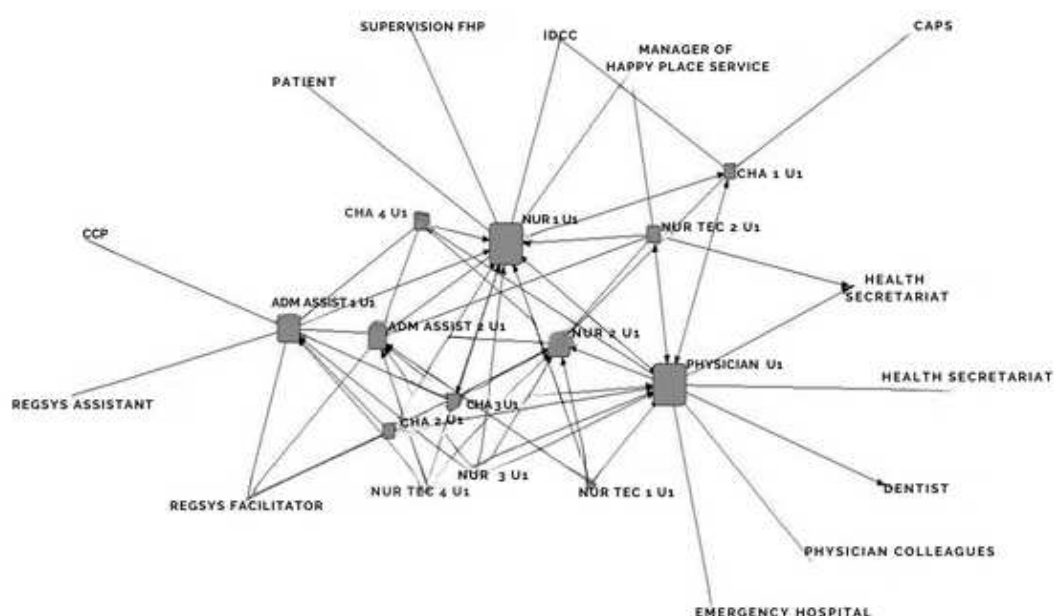 SUPERVISION FHP
IDCC
CAPS
MANAGER OF
HAPPY PLACE SERVICE
PATIENT
CHA 1 U1
CHA 4 U1
NUR 1 U1
NUR TEC 2 U1
CCP
HEALTH
SECRETARIAT
ADM ASSIST 1 U1
ADM ASSIST 2 U1
NUR 2 U1
PHYSICIAN U1
HEALTH SECRETARIAT
REGSYS ASSISTANT
CHA 3 U1
CHA 2 U1
NUR 3 U1
NUR TEC 4 U1
NUR TEC 1 U1
DENTIST
REGSYS FACILITATOR
PHYSICIAN COLLEAGUES
EMERGENCY HOSPITAL